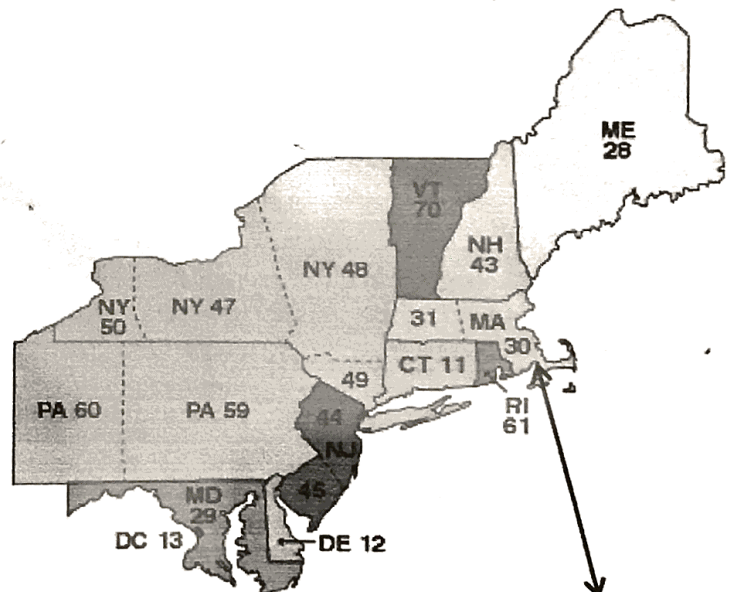 ME
28
VT
70
NH
43
NY 48
NY 47
NY
50
31
MA
30
CT 11
RI
61
49
PA 60
PA 59
44
NJ
45
MD
29
DC 13
DE 12